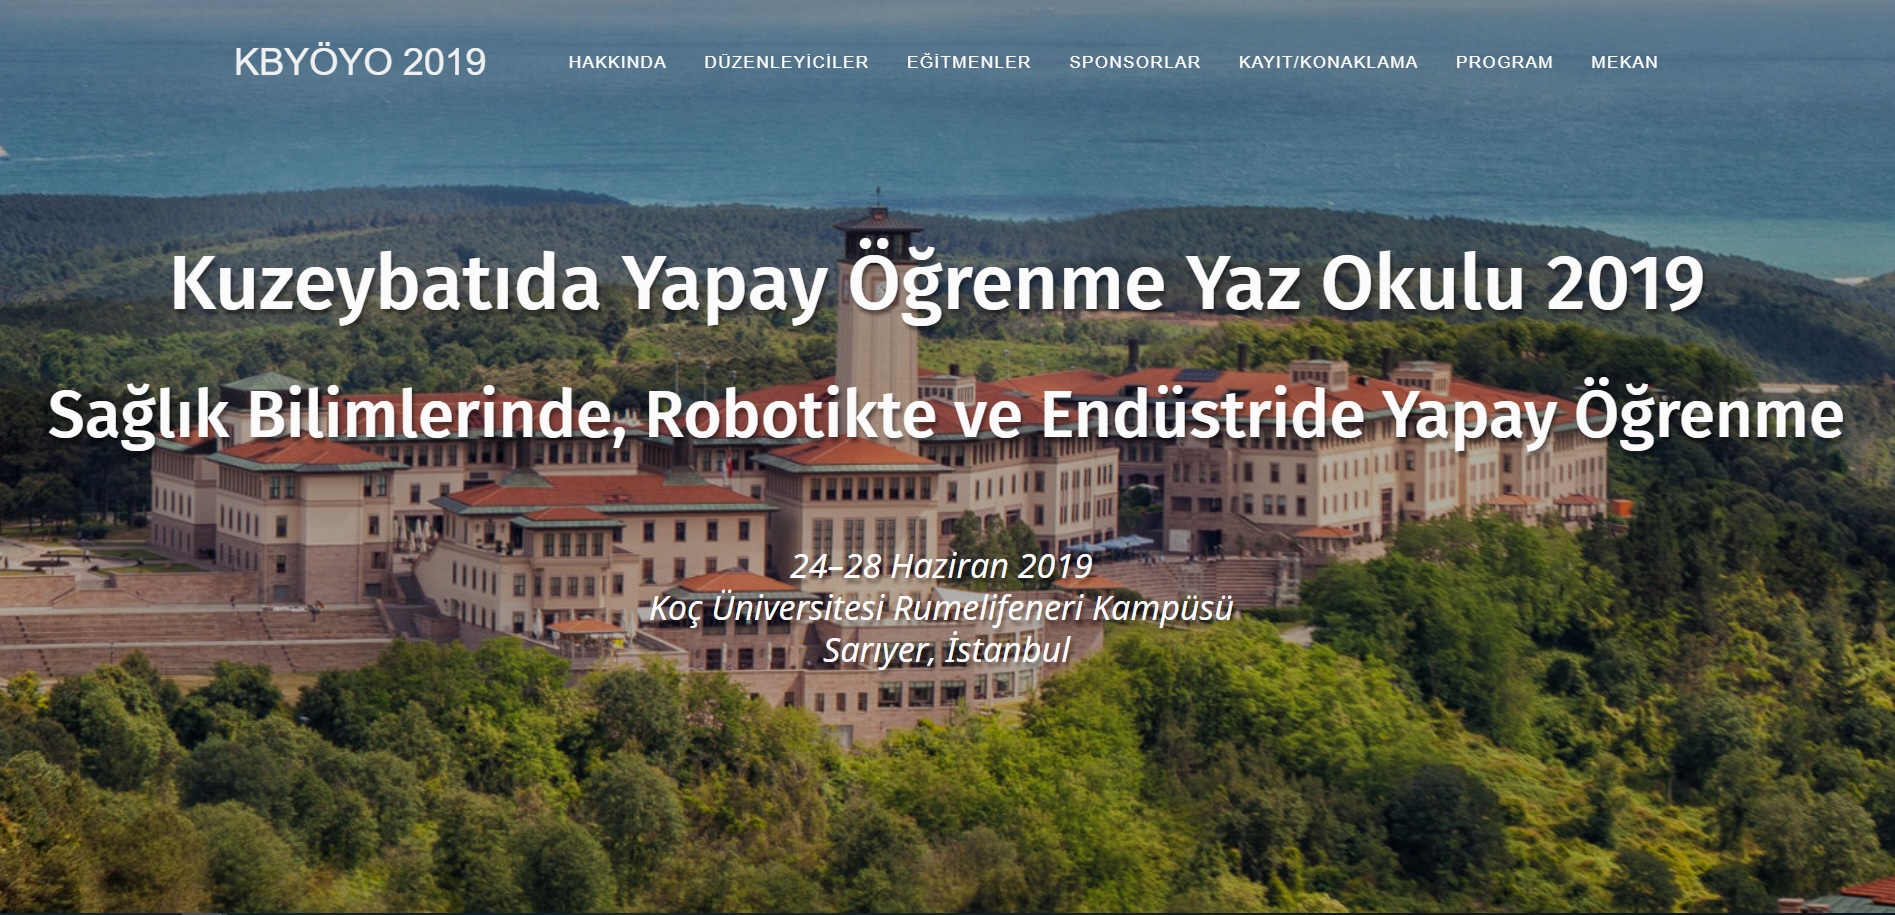 KBYÖYO 2019 HAKKINDA DÜZENLEYİCİLER EĞİTMENLER SPONSORLAR KAYIT/KONAKLAMA PROGRAM MEKAN
Kuzeybatıda Yapay Öğrenme Yaz Okulu 2019
Sağlık Bilimlerinde, Robotikte ve Endüstride Yapay Öğrenme
24–28 Haziran 2019
Koç Üniversitesi Rumelifeneri Kampüsü
Sarıyer, İstanbul